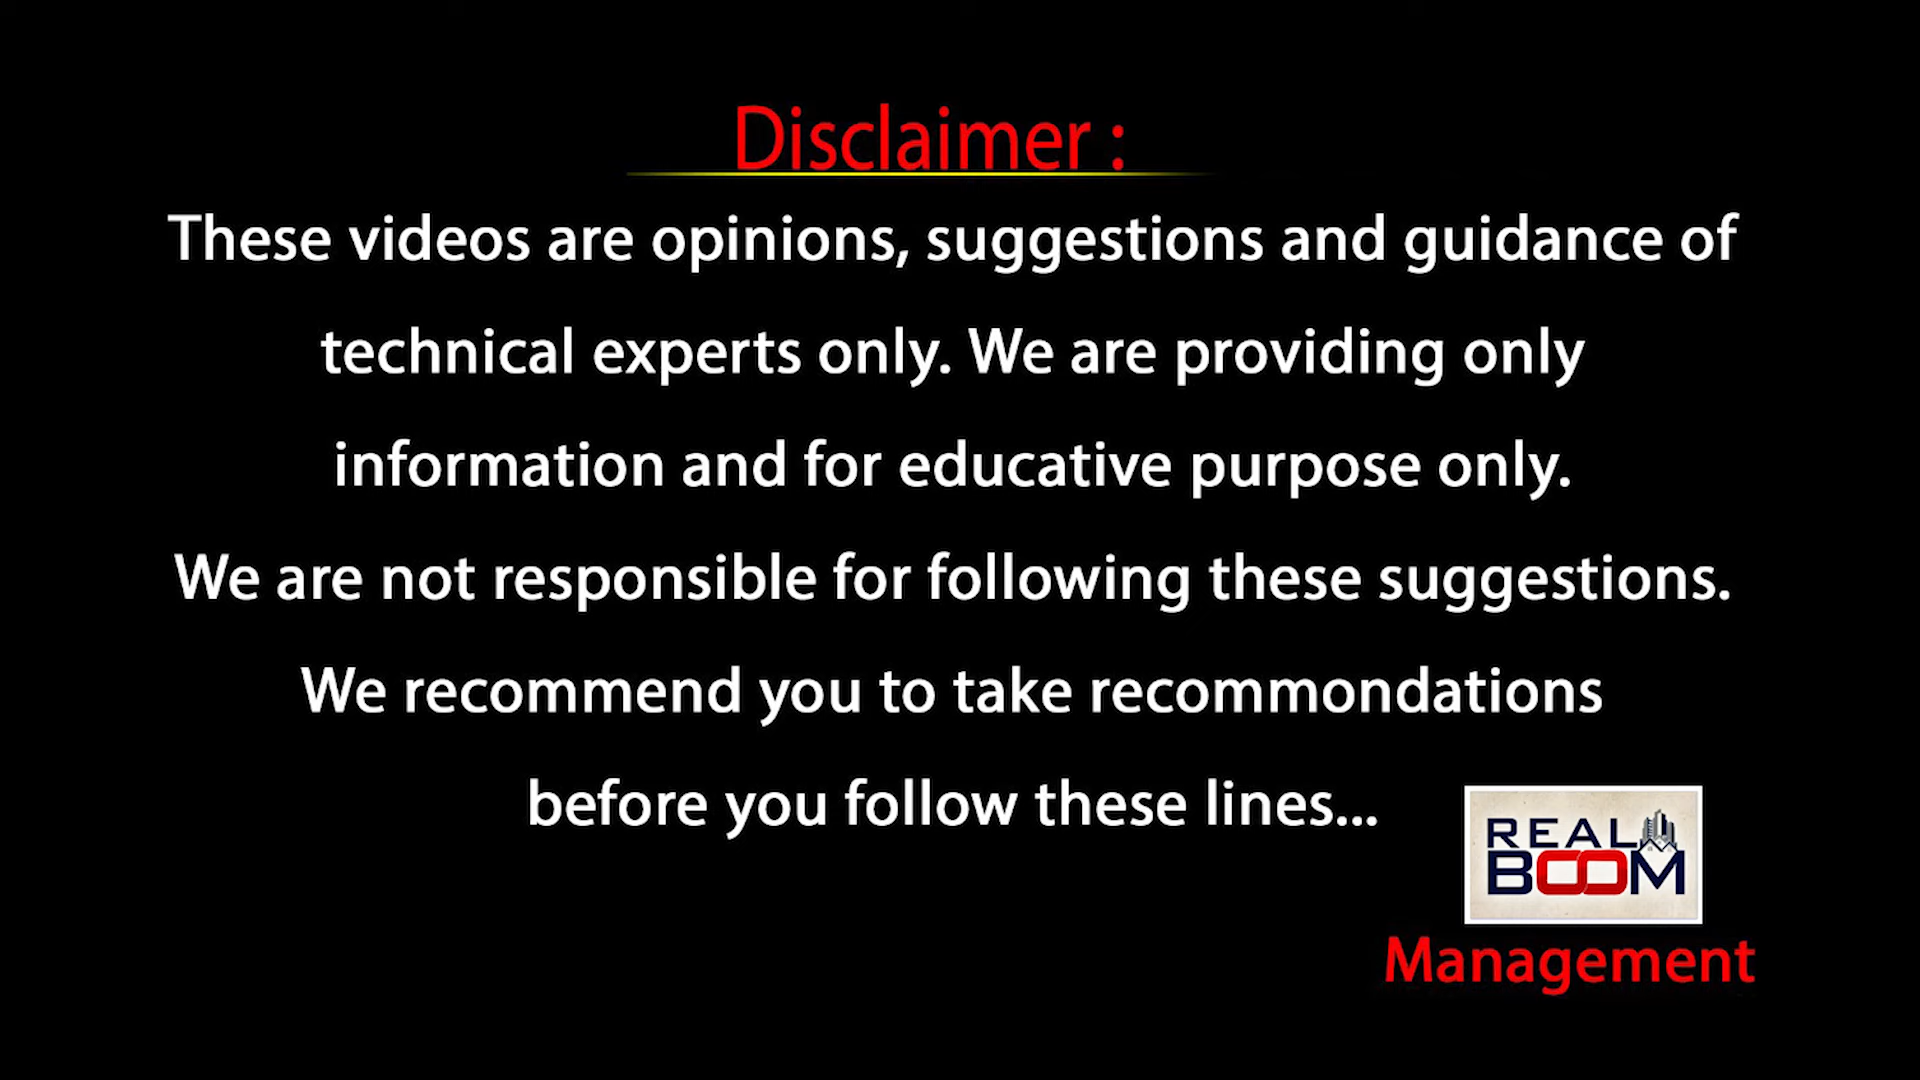 Disclaimer :
These videos are opinions, suggestions and guidance of
technical experts only. We are providing only
information and for educative purpose only.
We are not responsible for following these suggestions.
We recommend you to take recommondations
before you follow these lines...
REAL
BOOM
Management